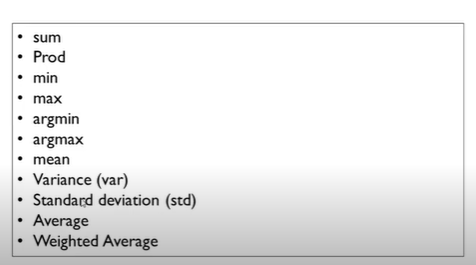 • sum
• Prod
• min
• max
• argmin
• argmax
• mean
• Variance (var)
• Standard deviation (std)
• Average
• Weighted Average